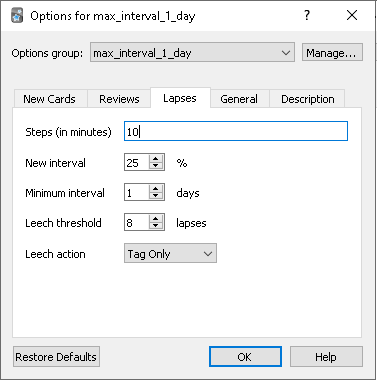 Options for max_interval_1_day
Options group: max_interval_1_day Manage...
New Cards Reviews Lapses General Description
Steps (in minutes) 10
New interval 25 %
Minimum interval 1 days
Leech threshold 8 lapses
Leech action Tag Only
Restore Defaults OK Help